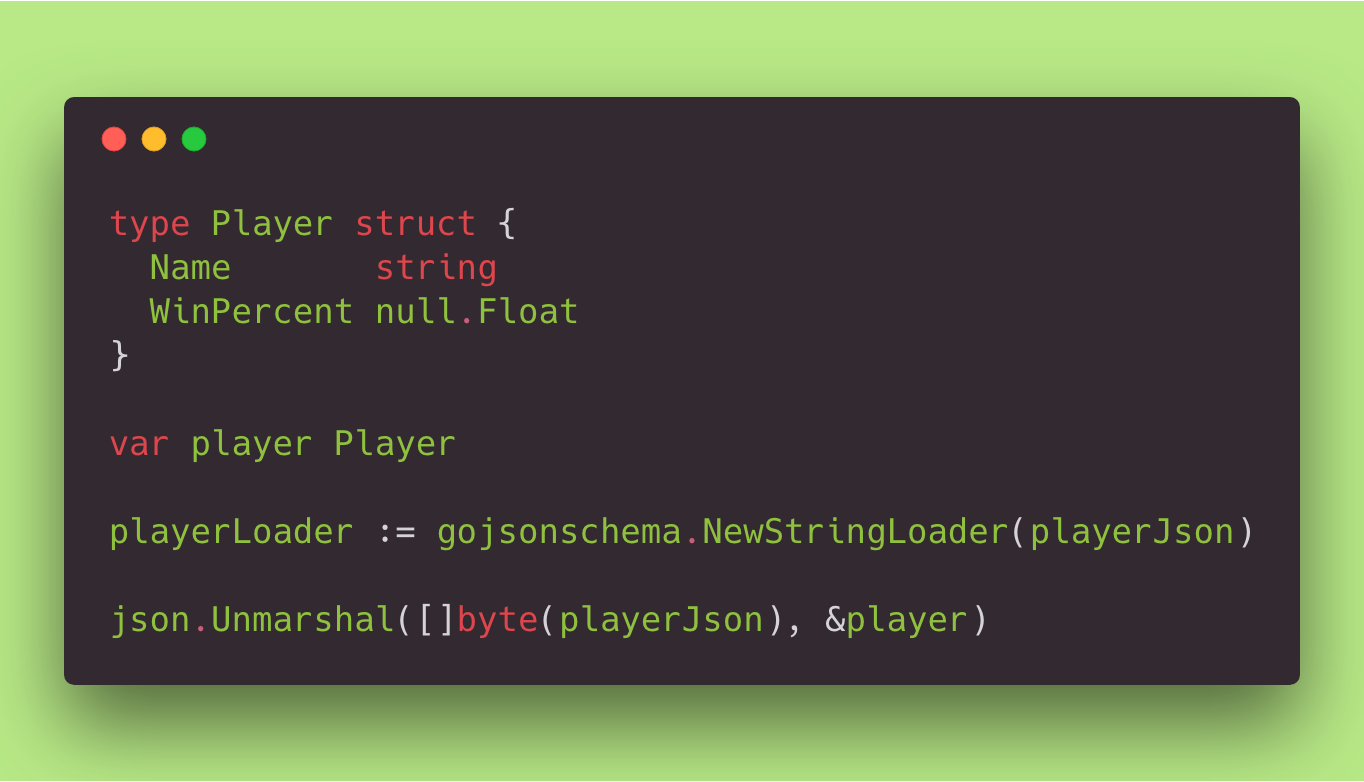 type Player struct {
  Name       string
  WinPercent null.Float
}
var player Player
playerLoader := gojsonschema.NewStringLoader(playerJson)
json.Unmarshal([]byte(playerJson), &player)